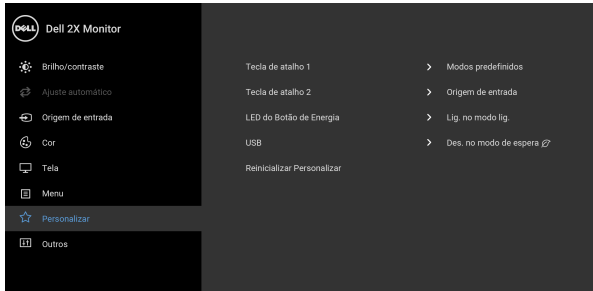 DELL Dell 2X Monitor
Brilho/contraste
Ajuste automático
Origem de entrada
Cor
Tela
Menu
Personalizar
Outros
Tecla de atalho 1 Modos predefinidos
Tecla de atalho 2 Origem de entrada
LED do Botão de Energia Lig. no modo lig.
USB Des. no modo de espera
Reinicializar Personalizar